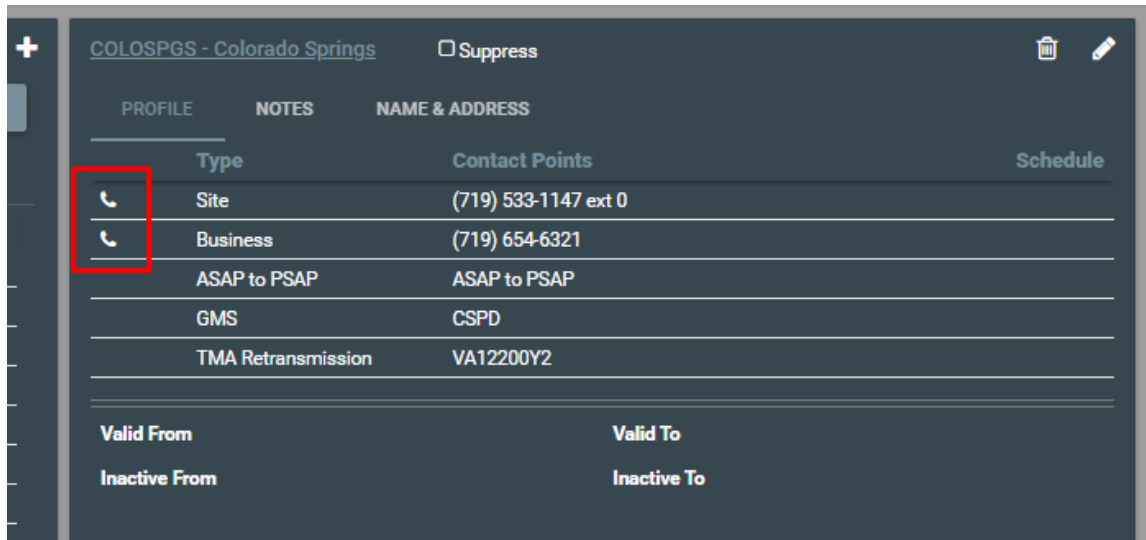 COLOSPGS - Colorado Springs Suppress
PROFILE NOTES NAME & ADDRESS
Type Contact Points Schedule
Site (719) 533-1147 ext 0
Business (719) 654-6321
ASAP to PSAP ASAP to PSAP
GMS CSPD
TMA Retransmission VA12200Y2
Valid From Valid To
Inactive From Inactive To